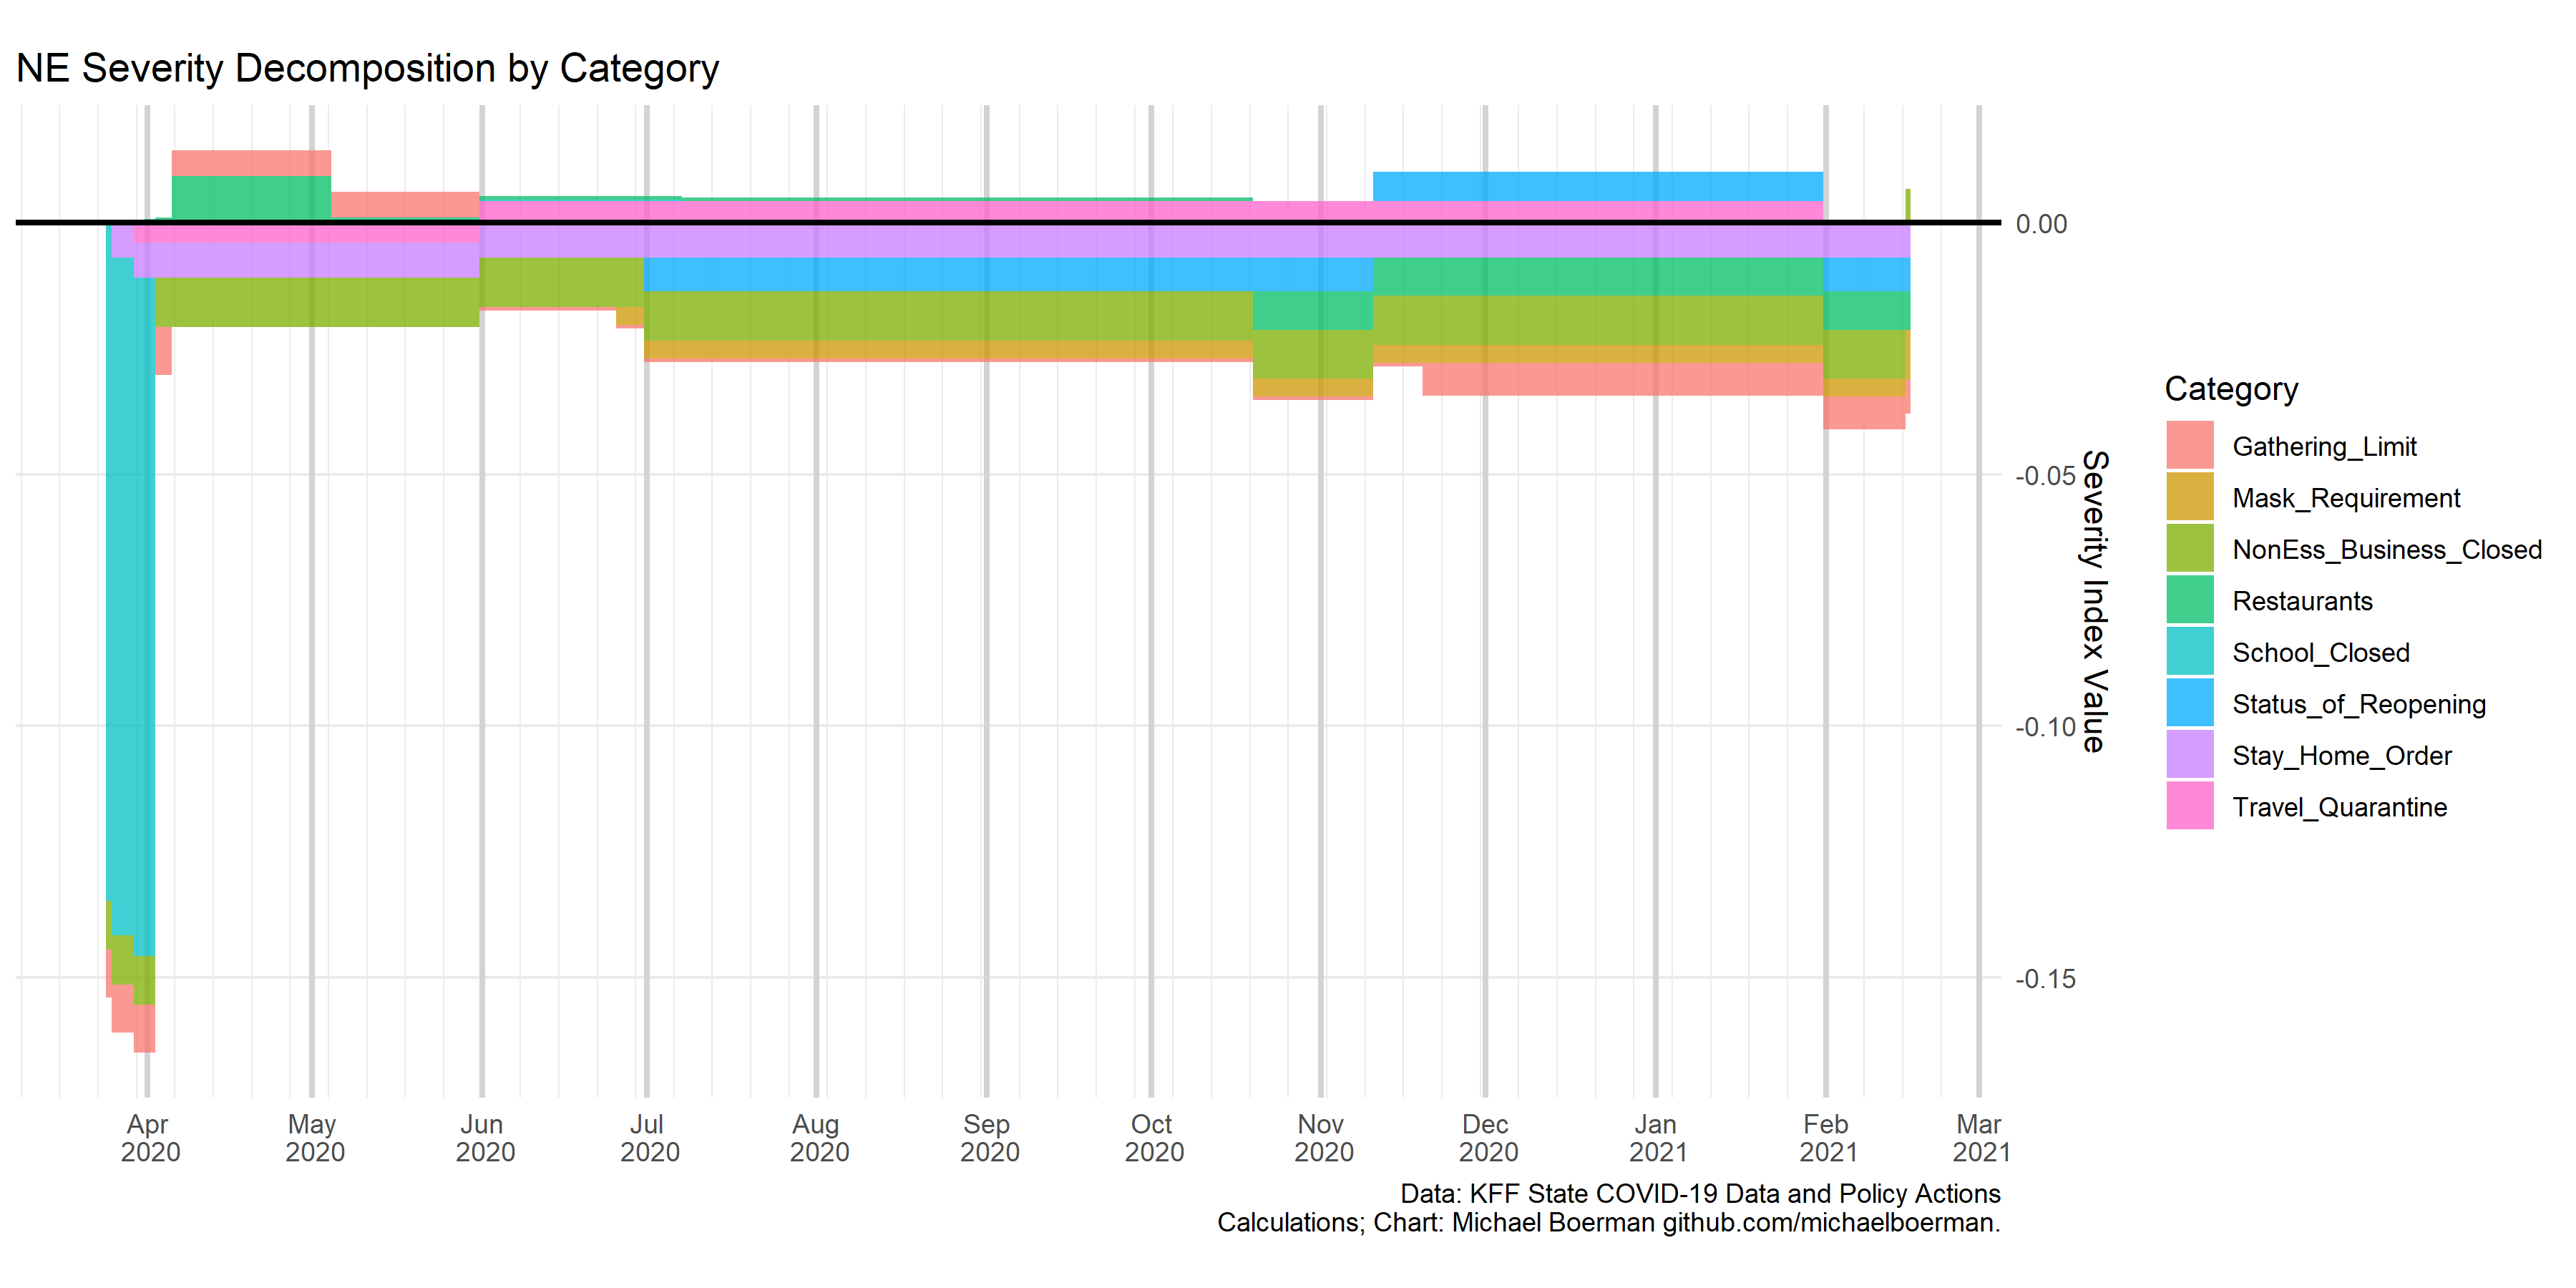 NE Severity Decomposition by Category
0.00
-0.05
-0.10
-0.15
Severity Index Value
Category
Gathering_Limit
Mask_Requirement
NonEss_Business_Closed
Restaurants
School_Closed
Status_of_Reopening
Stay_Home_Order
Travel_Quarantine
Apr May Jun Jul Aug Sep Oct Nov Dec Jan Feb Mar
2020 2020 2020 2020 2020 2020 2020 2020 2020 2021 2021 2021
Data: KFF State COVID-19 Data and Policy Actions
Calculations; Chart: Michael Boerman github.com/michaelboerman.